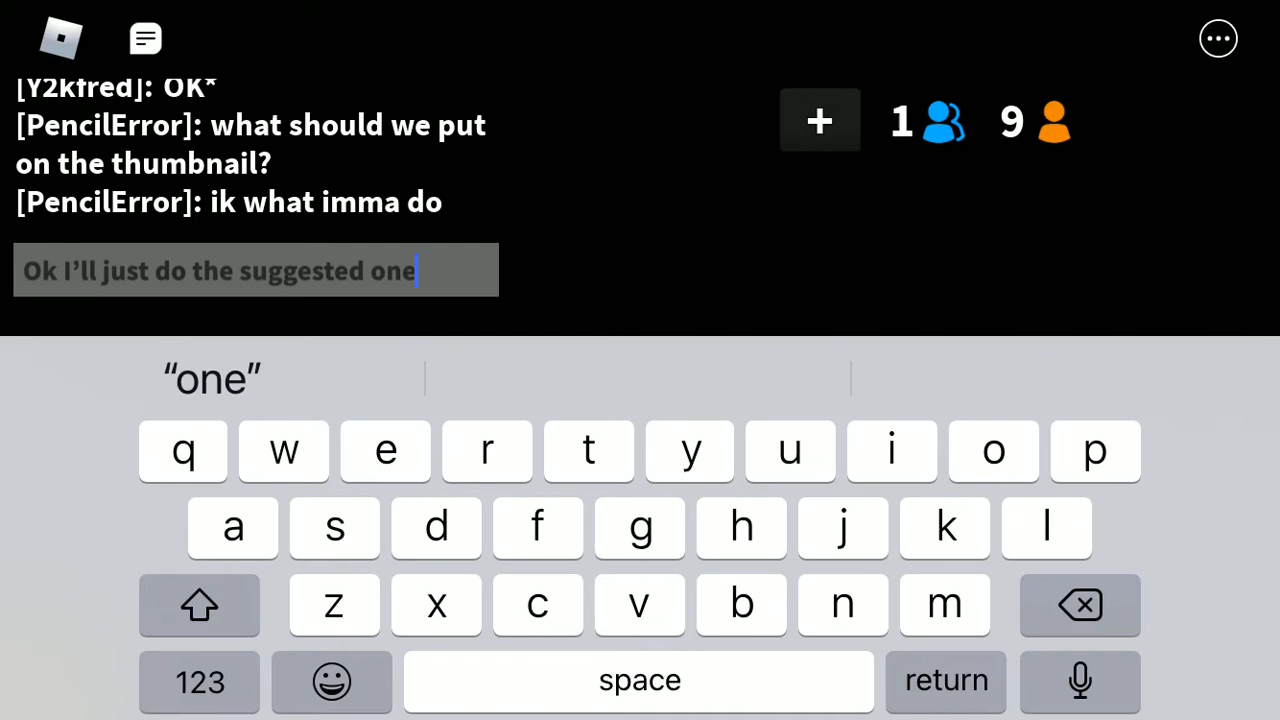 [Y2kfred]: OK*
[PencilError]: what should we put
on the thumbnail?
[PencilError]: ik what imma do
+ 1 9
Ok I’ll just do the suggested one
“one”
q w e r t y u i o p
a s d f g h j k l
z x c v b n m
123 space return